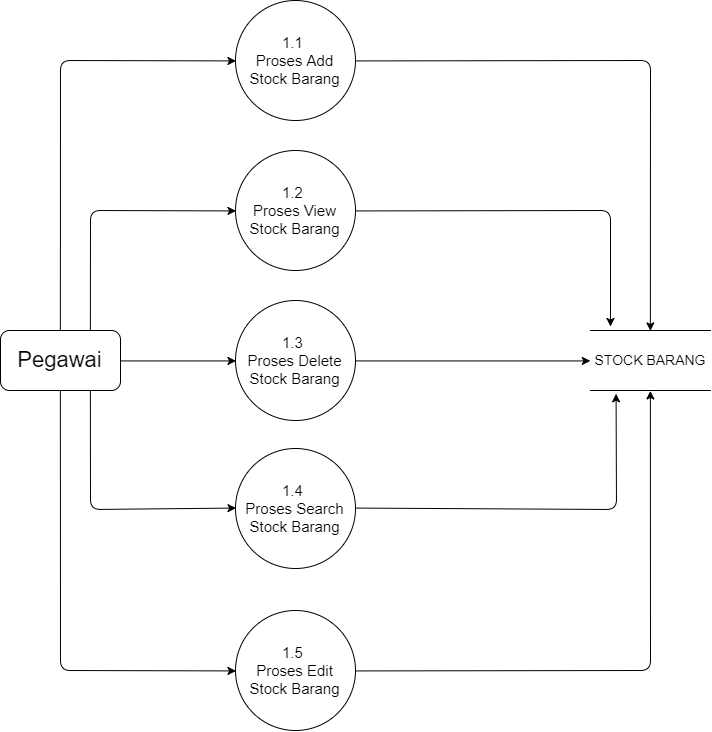 1.1
Proses Add
Stock Barang
1.2
Proses View
Stock Barang
Pegawai
1.3
Proses Delete
Stock Barang
STOCK BARANG
1.4
Proses Search
Stock Barang
1.5
Proses Edit
Stock Barang